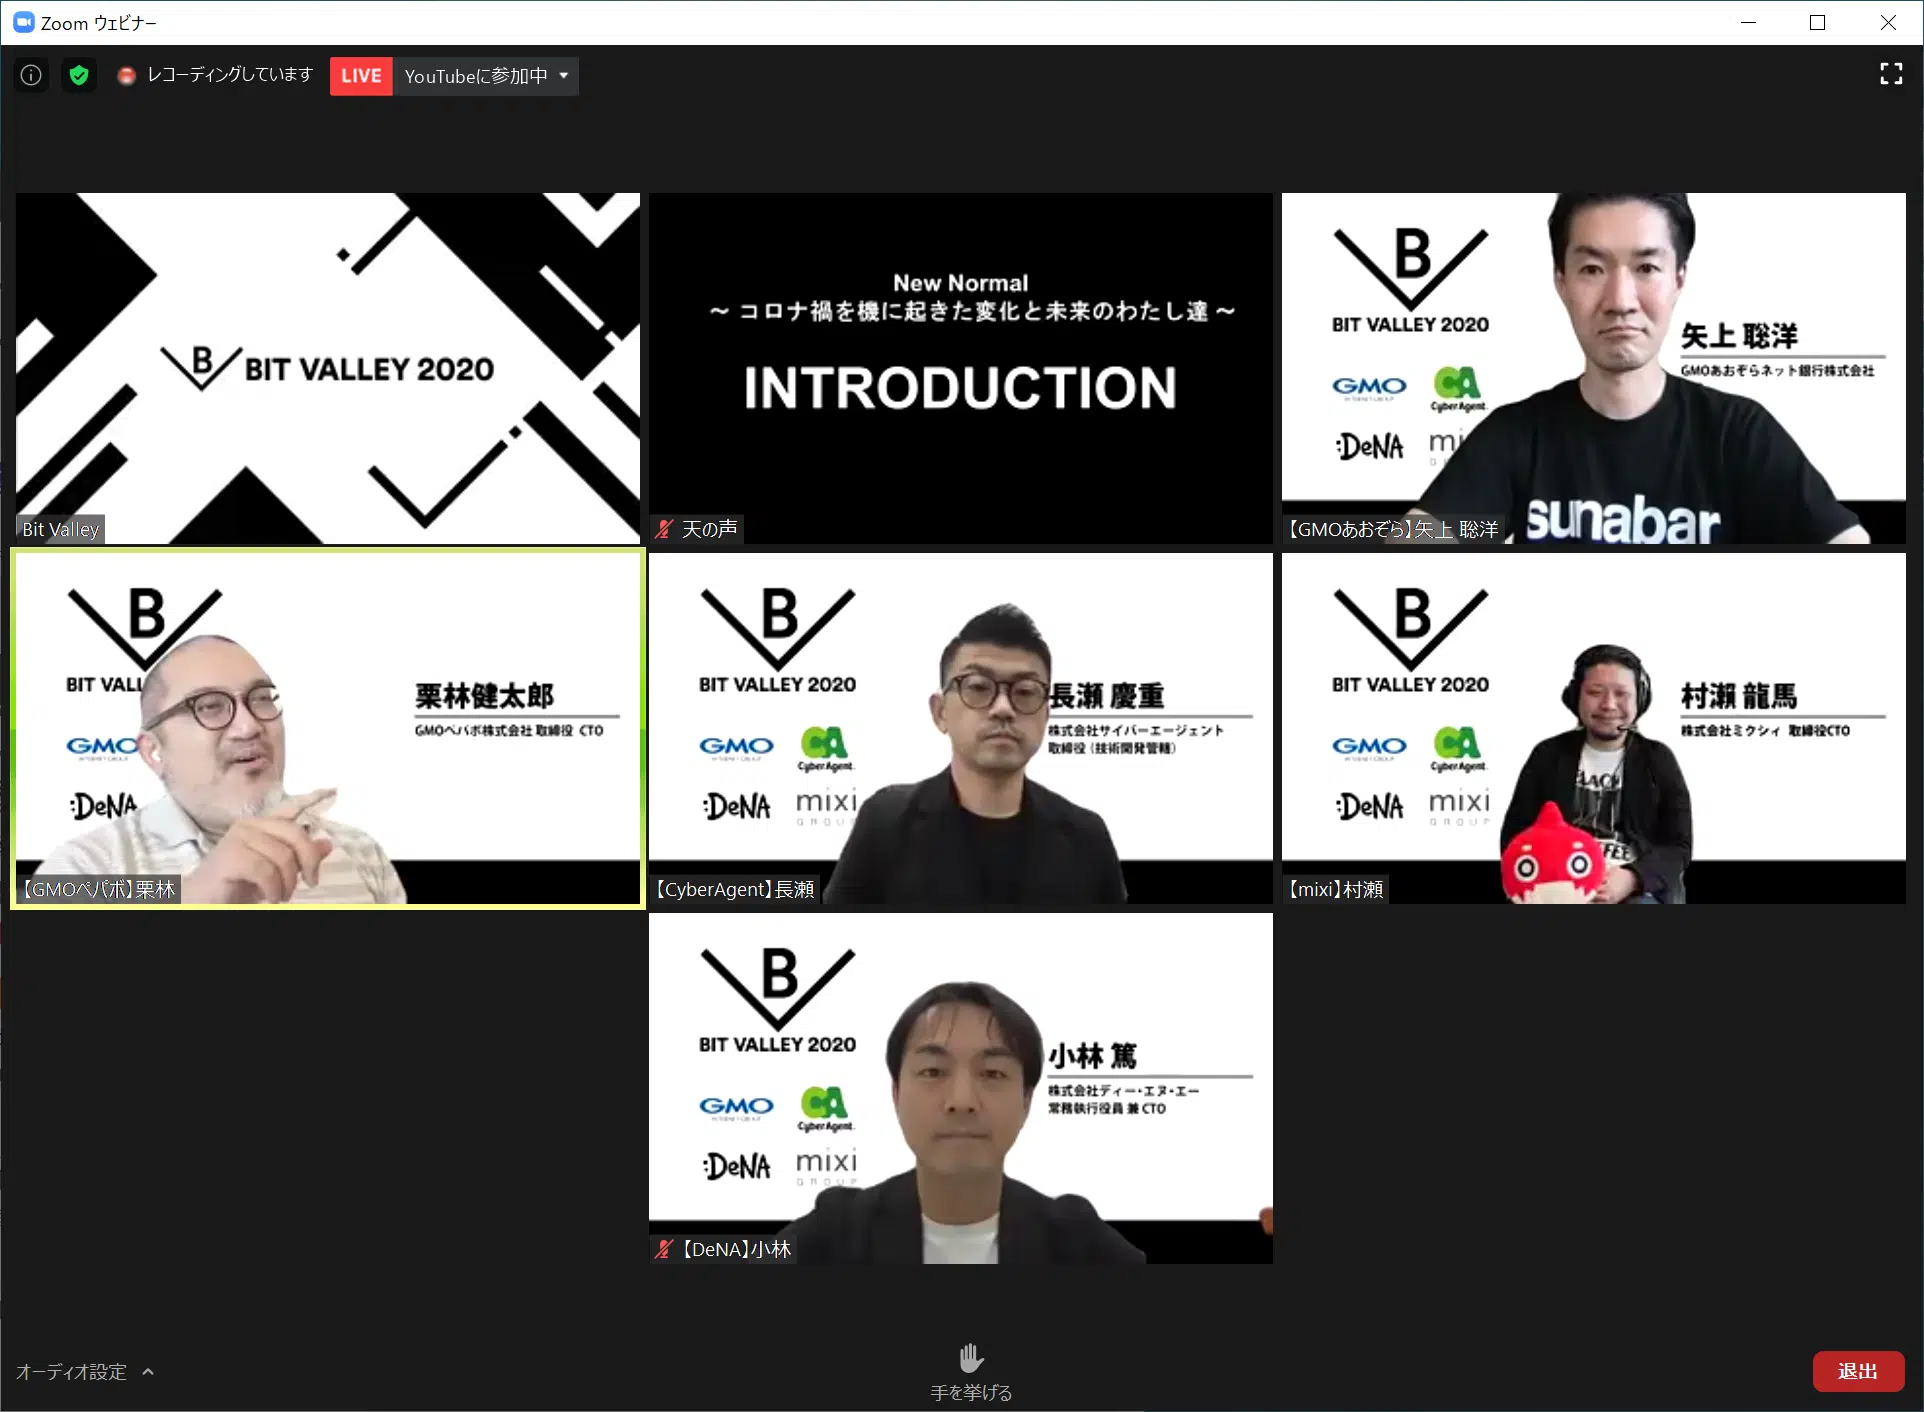 Zoom ウェビナー
レコーディングしています
LIVE
YouTubeに参加中
B
BIT VALLEY 2020
Bit Valley
New Normal
～ コロナ禍を機に起きた変化と未来のわたし達 ～
INTRODUCTION
天の声
B
BIT VALLEY 2020
GMO
CA
CyberAgent.
:DeNA
mi
矢上 聡洋
GMOあおぞらネット銀行株式会社
sunabar
【GMOあおぞら】矢上 聡洋
B
BIT VALL
GMO
:DeNA
栗林健太郎
GMOペパボ株式会社 取締役 CTO
【GMOペパボ】栗林
B
BIT VALLEY 2020
GMO
CA
CyberAgent.
:DeNA
mixi
GROUP
長瀬 慶重
株式会社サイバーエージェント
取締役 (技術開発管轄)
【CyberAgent】長瀬
B
BIT VALLEY 2020
GMO
CA
CyberAgent.
:DeNA
mixi
GROUP
村瀬 龍馬
株式会社ミクシィ 取締役CTO
【mixi】村瀬
B
BIT VALLEY 2020
GMO
CA
CyberAgent.
:DeNA
mixi
GROUP
小林 篤
株式会社ディー・エヌ・エー
常務執行役員 兼 CTO
【DeNA】小林
オーディオ設定
手を挙げる
退出